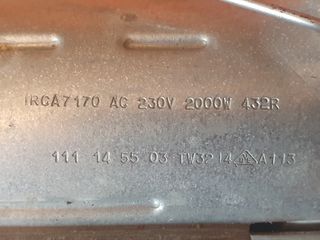 IRCA7170 AC 230V 2000W 432R
111 14 55 03 TW3214 A113